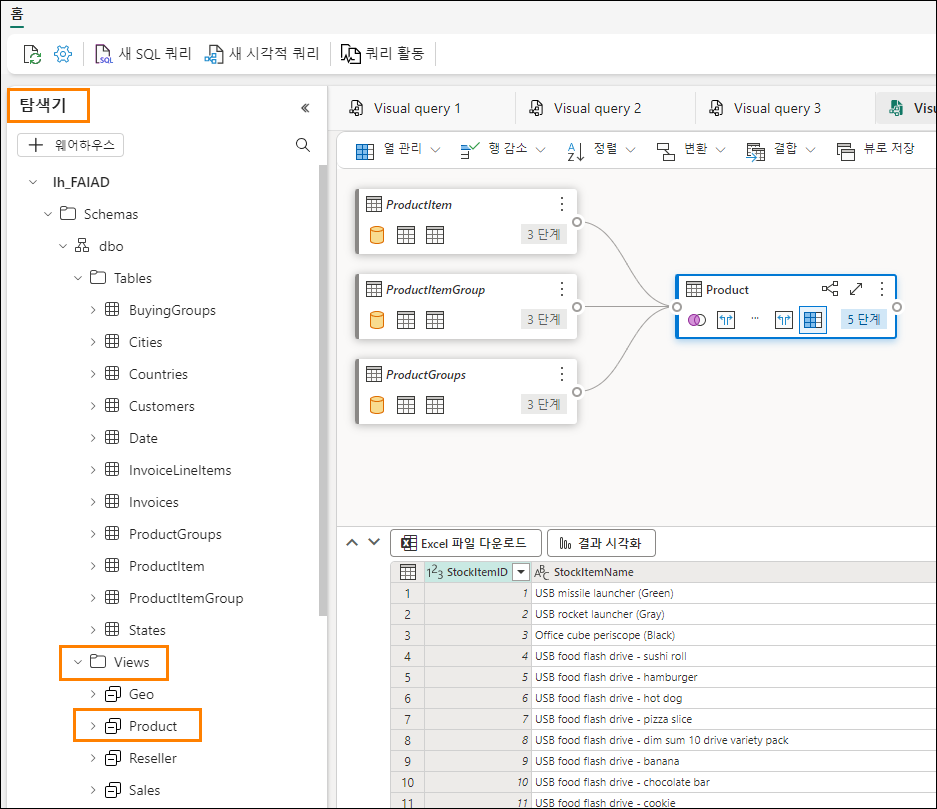 홈
새 SQL 쿼리 새 시각적 쿼리 쿼리 활동
탐색기
웨어하우스
lh_FAIAD
Schemas
dbo
Tables
BuyingGroups
Cities
Countries
Customers
Date
InvoiceLineItems
Invoices
ProductGroups
ProductItem
ProductItemGroup
States
Views
Geo
Product
Reseller
Sales
Visual query 1 Visual query 2 Visual query 3 Visu
열 관리 행 감소 정렬 변환 결합 뷰로 저장
ProductItem
3 단계
ProductItemGroup
3 단계
ProductGroups
3 단계
Product
5 단계
Excel 파일 다운로드 결과 시각화
StockItemID StockItemName
1 1 USB missile launcher (Green)
2 2 USB rocket launcher (Gray)
3 3 Office cube periscope (Black)
4 4 USB food flash drive - sushi roll
5 5 USB food flash drive - hamburger
6 6 USB food flash drive - hot dog
7 7 USB food flash drive - pizza slice
8 8 USB food flash drive - dim sum 10 drive variety pack
9 9 USB food flash drive - banana
10 10 USB food flash drive - chocolate bar
11 11 USB food flash drive - cookie